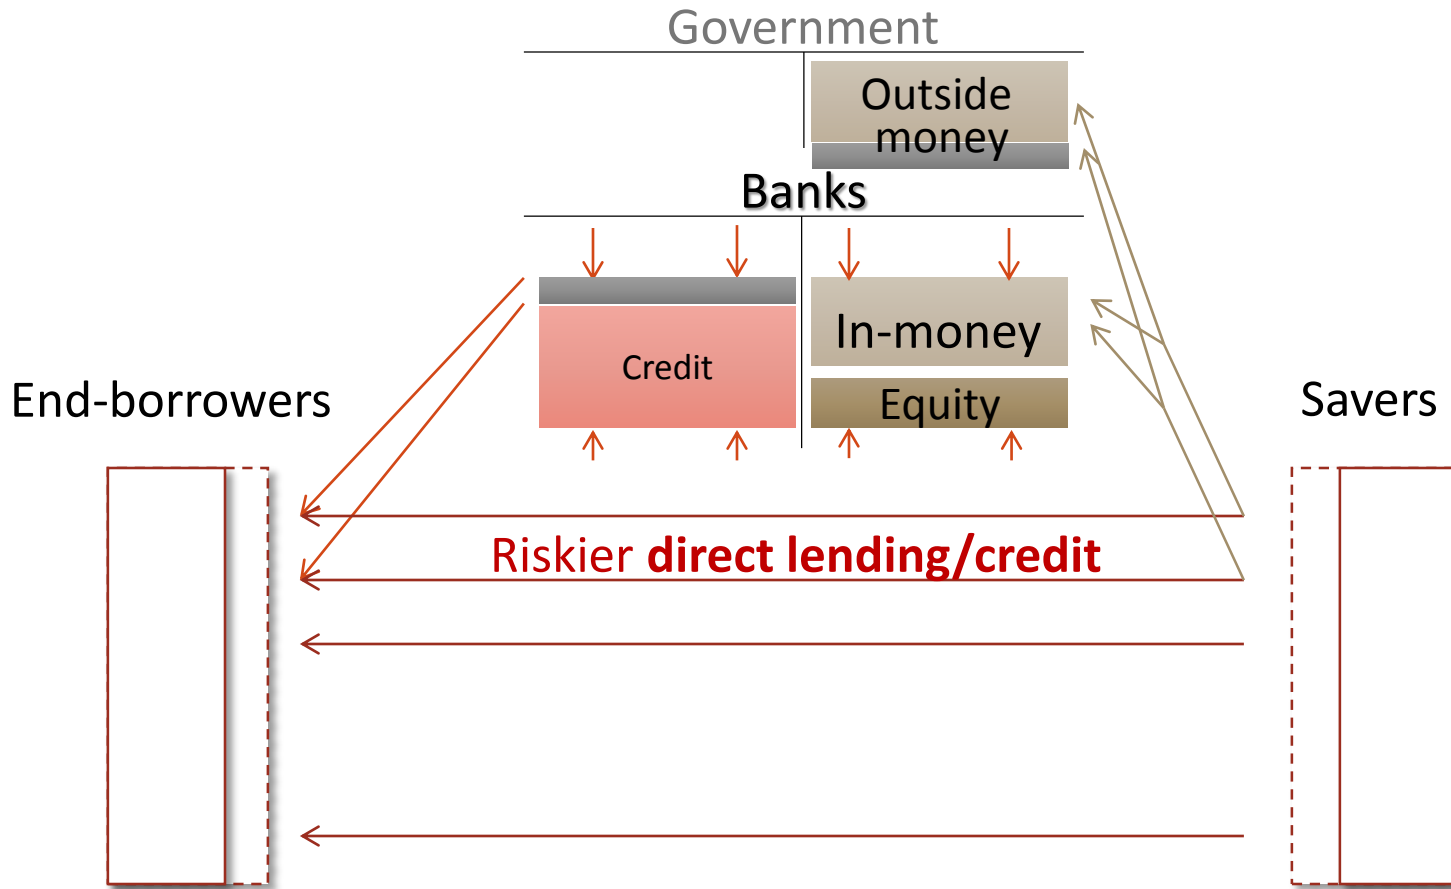 Government
Outside
money
Banks
In-money
Credit
Equity
End-borrowers
Savers
Riskier direct lending/credit